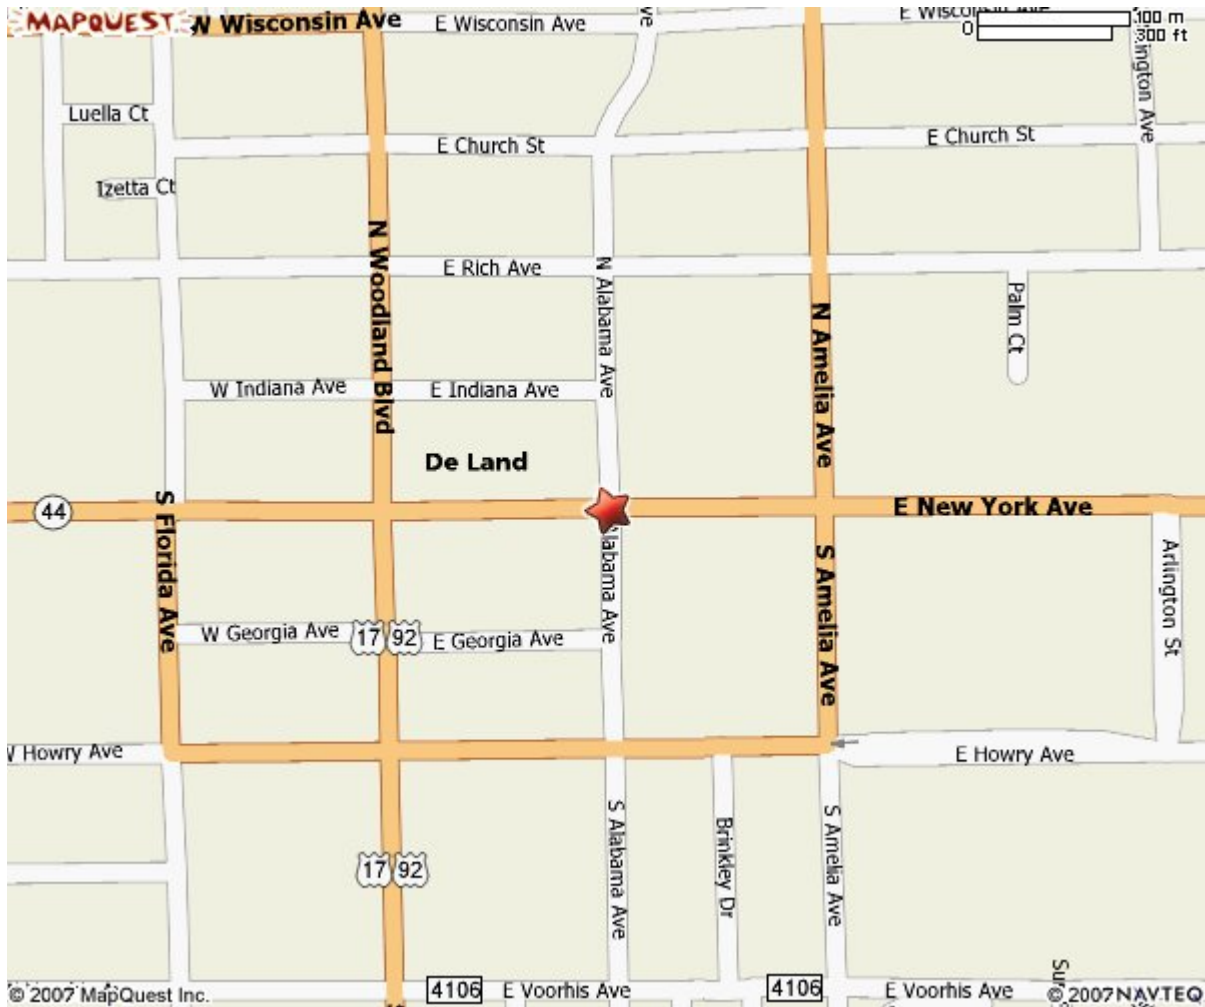 MAPQUEST
W Wisconsin Ave
E Wisconsin Ave
E Wisconsin Ave
100 m
0
300 ft
Luella Ct
E Church St
E Church St
Izetta Ct
N Woodland Blvd
E Rich Ave
N Alabama Ave
Palm Ct
N Amelia Ave
W Indiana Ave
E Indiana Ave
De Land
44
S Florida Ave
E New York Ave
Alabama Ave
S Amelia Ave
Arlington St
W Georgia Ave
17
92
E Georgia Ave
W Howry Ave
E Howry Ave
17
92
S Alabama Ave
Brinkley Dr
S Amelia Ave
4106
E Voorhis Ave
4106
E Voorhis Ave
© 2007 MapQuest Inc.
© 2007 NAVTEQ